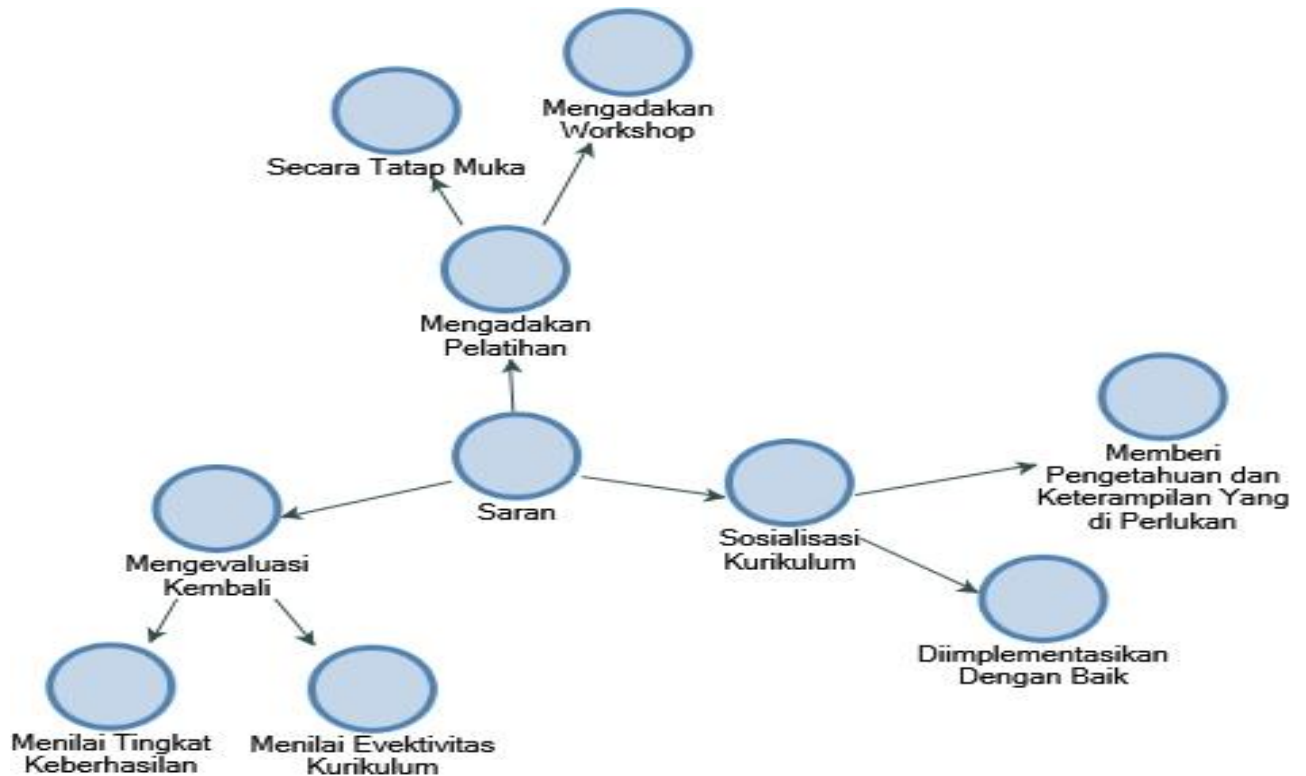 Mengadakan
Workshop
Secara Tatap Muka
Mengadakan
Pelatihan
Saran
Sosialisasi
Kurikulum
Memberi
Pengetahuan dan
Keterampilan Yang
di Perlukan
Diimplementasikan
Dengan Baik
Mengevaluasi
Kembali
Menilai Tingkat
Keberhasilan
Menilai Evektivitas
Kurikulum